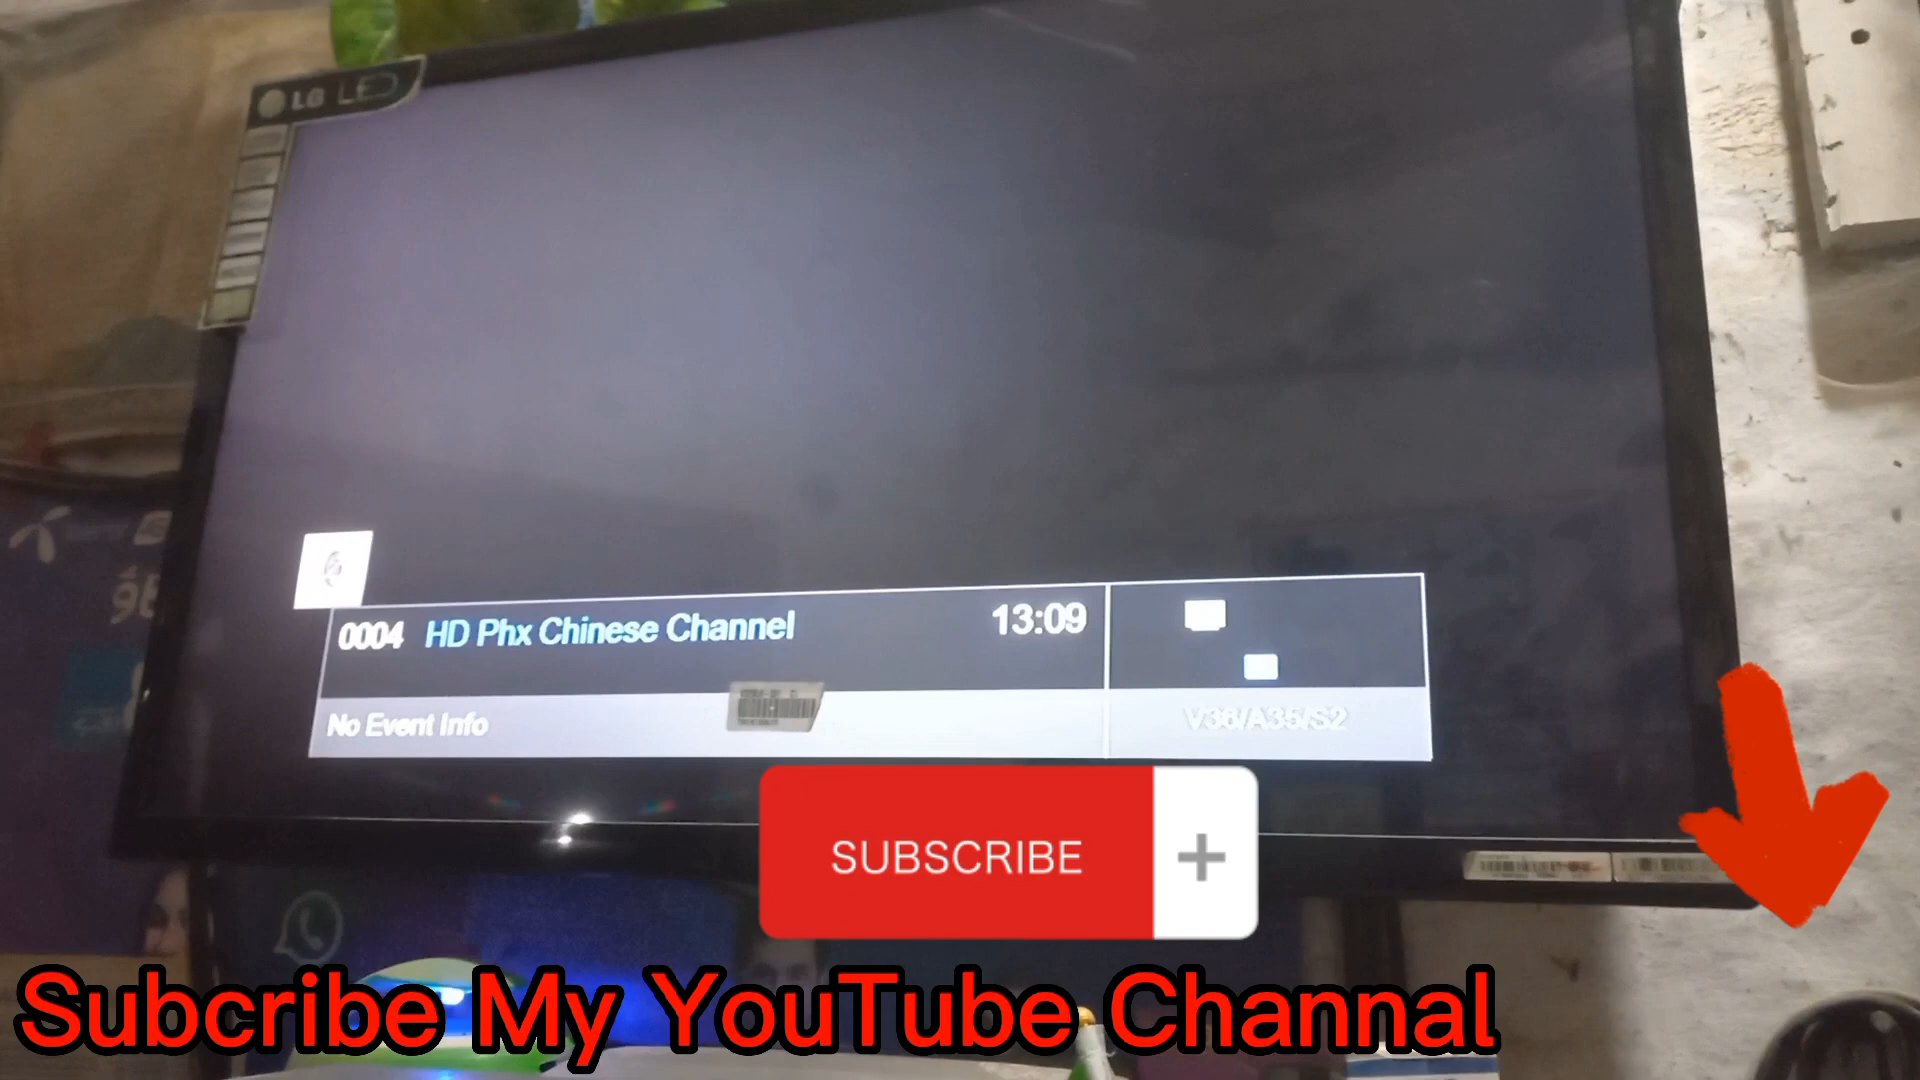 LG LED
0004 HD Phx Chinese Channel 13:09
No Event Info V36/A35/S2
SUBSCRIBE +
Subcribe My YouTube Channal